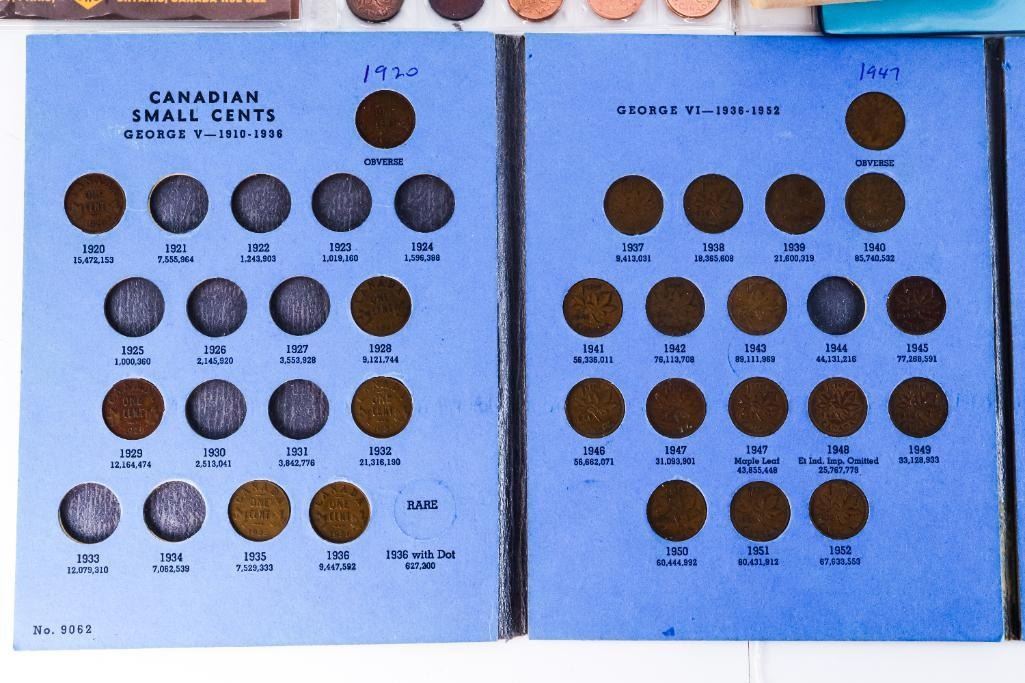 ONTARIO, CANADA
1920
CANADIAN
SMALL CENTS
GEORGE V—1910-1936
OBVERSE
1920 1921 1922 1923 1924
15,472,153 7,555,964 1,243,903 1,019,160 1,596,398
1925 1926 1927 1928
1,000,360 2,145,920 3,553,928 9,121,744
1929 1930 1931 1932
12,164,474 2,513,041 3,842,776 21,316,190
RARE
1933 1934 1935 1936 1936 with Dot
12,079,310 7,062,539 7,529,333 9,447,592 627,200
No. 9062
1947
GEORGE VI—1936-1952
OBVERSE
1937 1938 1939 1940
9,413,031 18,365,608 21,600,319 85,740,532
1941 1942 1943 1944 1945
56,336,011 76,113,708 89,111,969 44,131,216 77,268,591
1946 1947 1947 1948 1949
56,662,071 31,093,901 Maple Leaf Et Ind. Imp. Omitted 33,128,933
43,855,448 25,767,779
1950 1951 1952
60,444,992 80,431,912 67,633,553